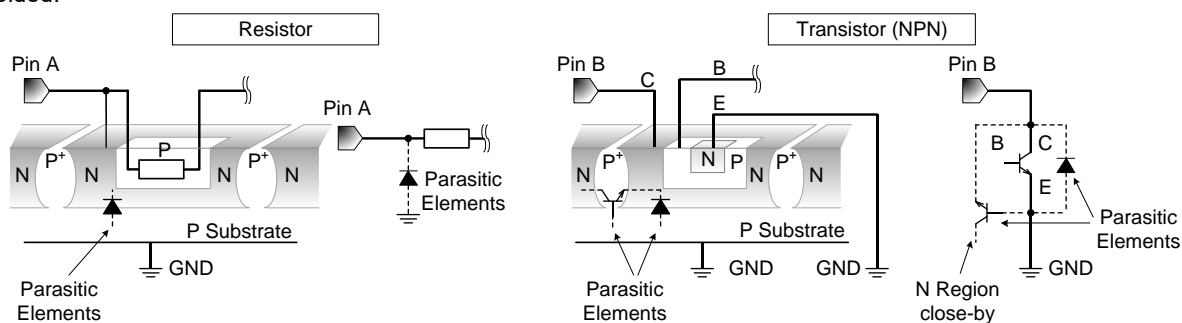 Resistor
Transistor (NPN)
Pin A
Pin A
P
N
P+
N
N
P+
N
Parasitic
Elements
P Substrate
GND
Parasitic
Elements
Pin B
C
B
E
N
P+
N
N
P
N
P+
N
P Substrate
GND
GND
Parasitic
Elements
Pin B
B
C
E
Parasitic
Elements
GND
N Region
close-by